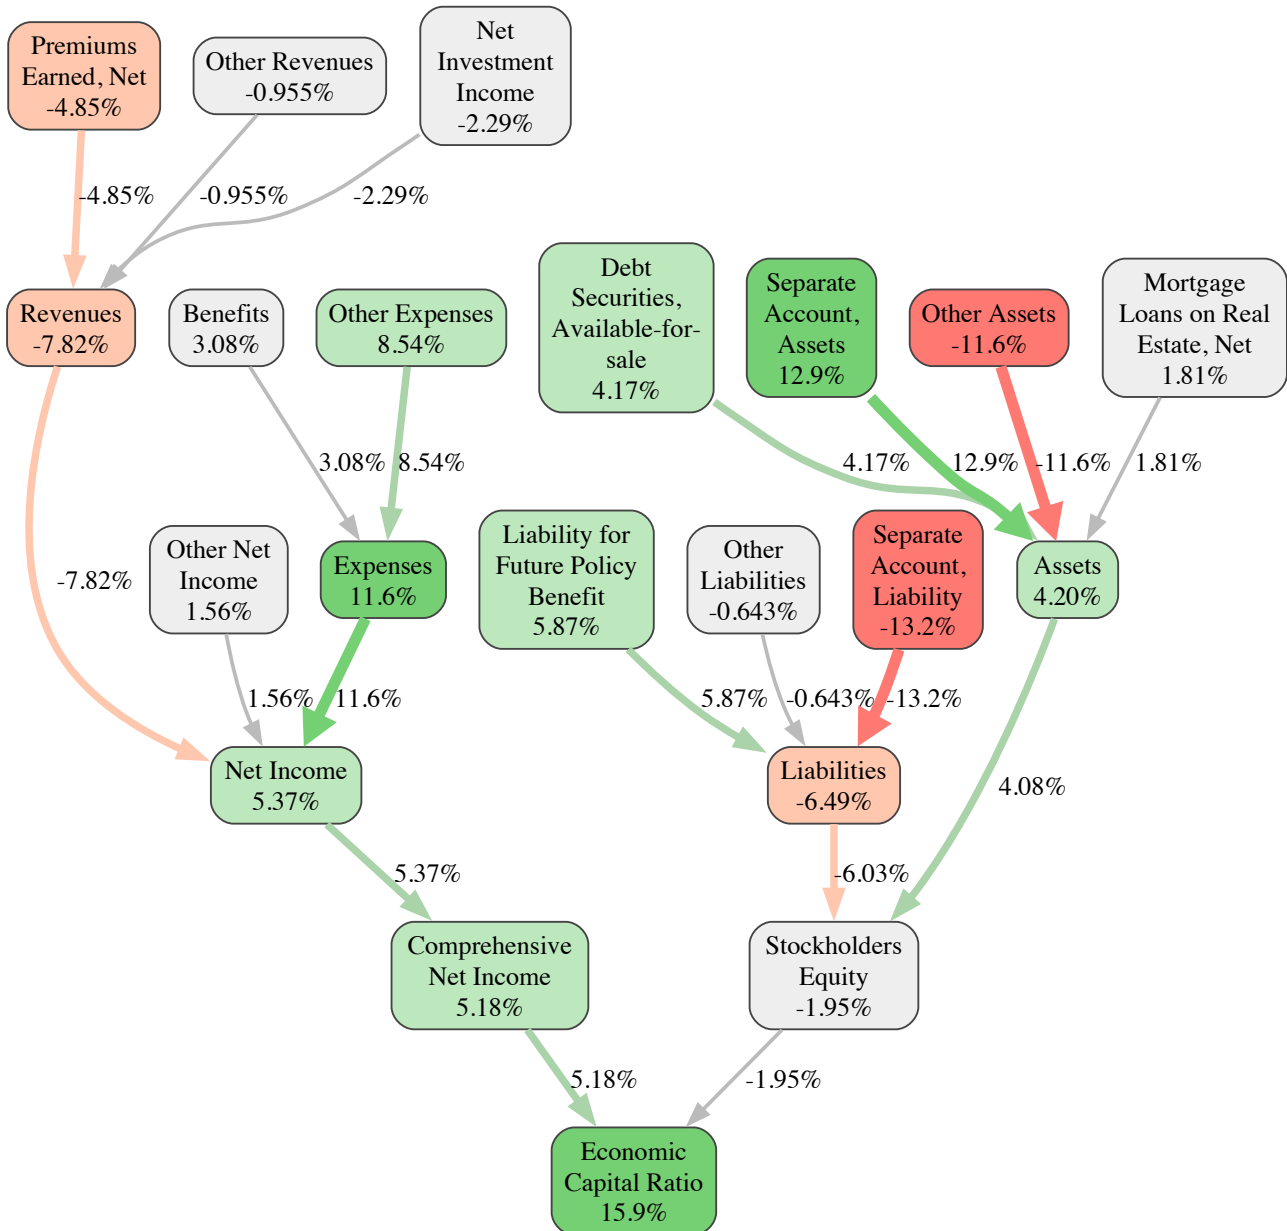 Premiums
Earned, Net
-4.85%
Other Revenues
-0.955%
Net
Investment
Income
-2.29%
-4.85%
-0.955%
-2.29%
Revenues
-7.82%
Benefits
3.08%
Other Expenses
8.54%
Debt
Securities,
Available-for-
sale
4.17%
Separate
Account,
Assets
12.9%
Other Assets
-11.6%
Mortgage
Loans on Real
Estate, Net
1.81%
3.08%
8.54%
4.17%
12.9%
-11.6%
1.81%
-7.82%
Other Net
Income
1.56%
Expenses
11.6%
Liability for
Future Policy
Benefit
5.87%
Other
Liabilities
-0.643%
Separate
Account,
Liability
-13.2%
Assets
4.20%
1.56%
11.6%
5.87%
-0.643%
-13.2%
4.08%
Net Income
5.37%
Liabilities
-6.49%
5.37%
-6.03%
Comprehensive
Net Income
5.18%
Stockholders
Equity
-1.95%
5.18%
-1.95%
Economic
Capital Ratio
15.9%